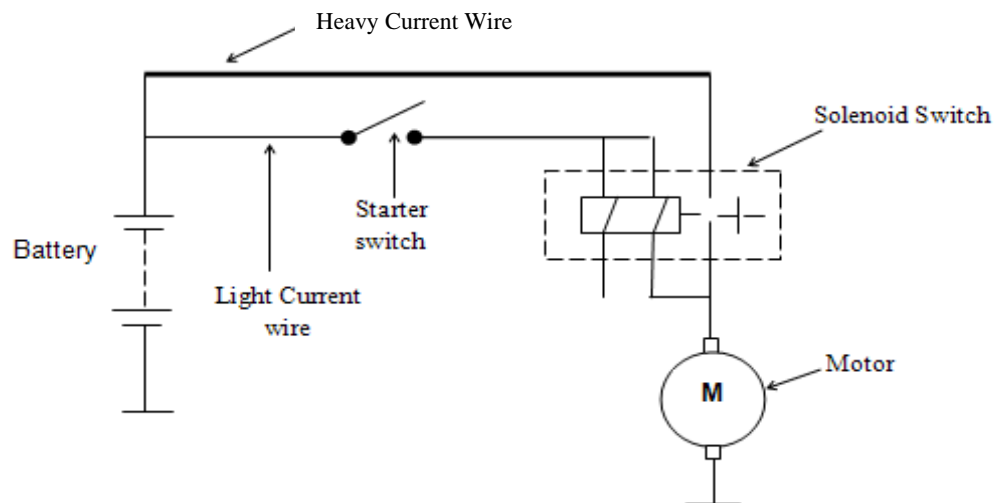 Heavy Current Wire
Solenoid Switch
Starter
switch
Battery
Light Current
wire
Motor
M